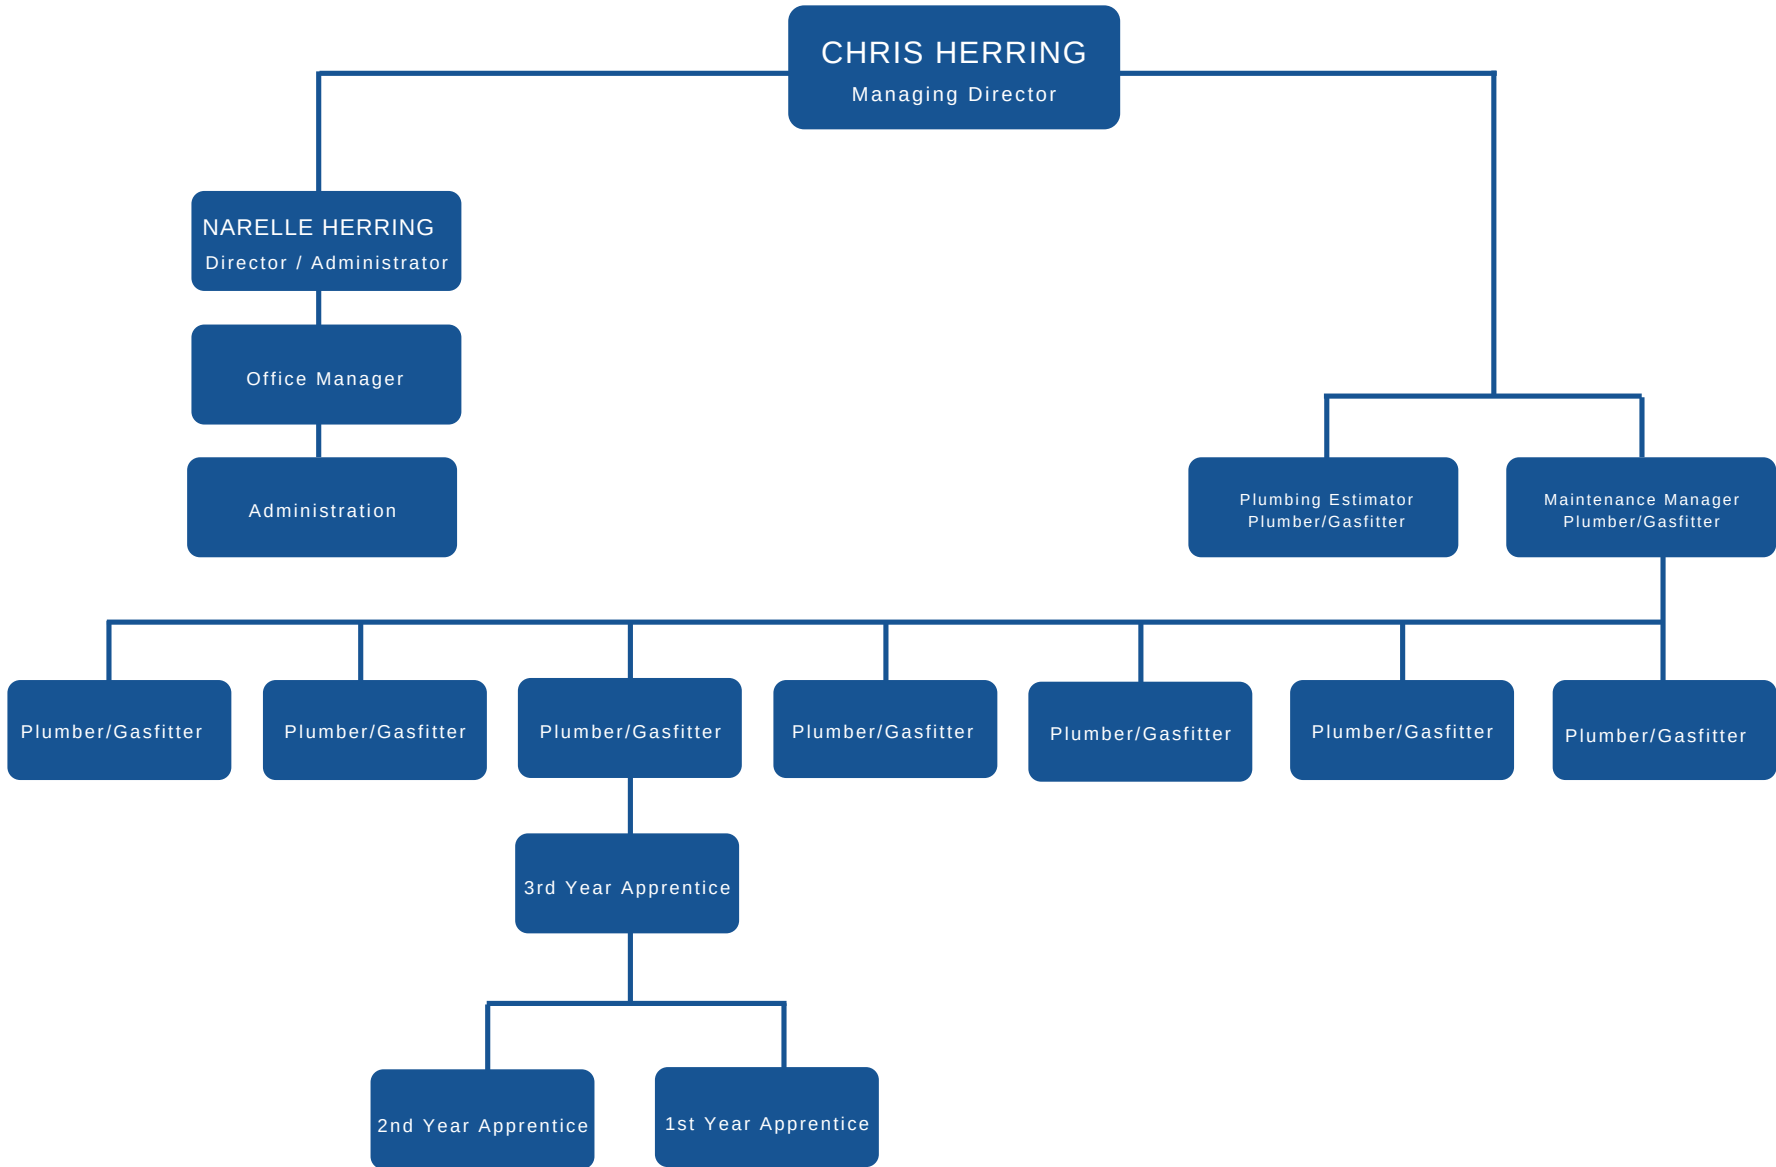 CHRIS HERRING
Managing Director
NARELLE HERRING
Director / Administrator
Office Manager
Administration
Plumbing Estimator
Plumber/Gasfitter
Maintenance Manager
Plumber/Gasfitter
Plumber/Gasfitter
Plumber/Gasfitter
Plumber/Gasfitter
Plumber/Gasfitter
Plumber/Gasfitter
Plumber/Gasfitter
Plumber/Gasfitter
3rd Year Apprentice
2nd Year Apprentice
1st Year Apprentice